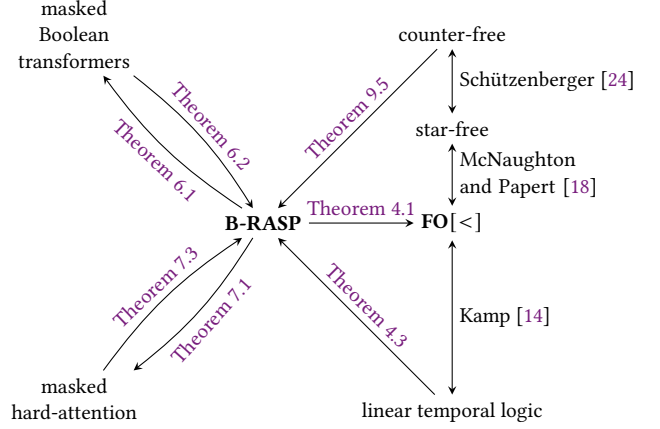 masked
Boolean
transformers
counter-free
Schützenberger [24]
Theorem 9.5
Theorem 6.2
Theorem 6.1
star-free
McNaughton
and Papert [18]
B-RASP
Theorem 4.1
FO[<]
Theorem 7.3
Theorem 7.1
Theorem 4.3
Kamp [14]
masked
hard-attention
linear temporal logic